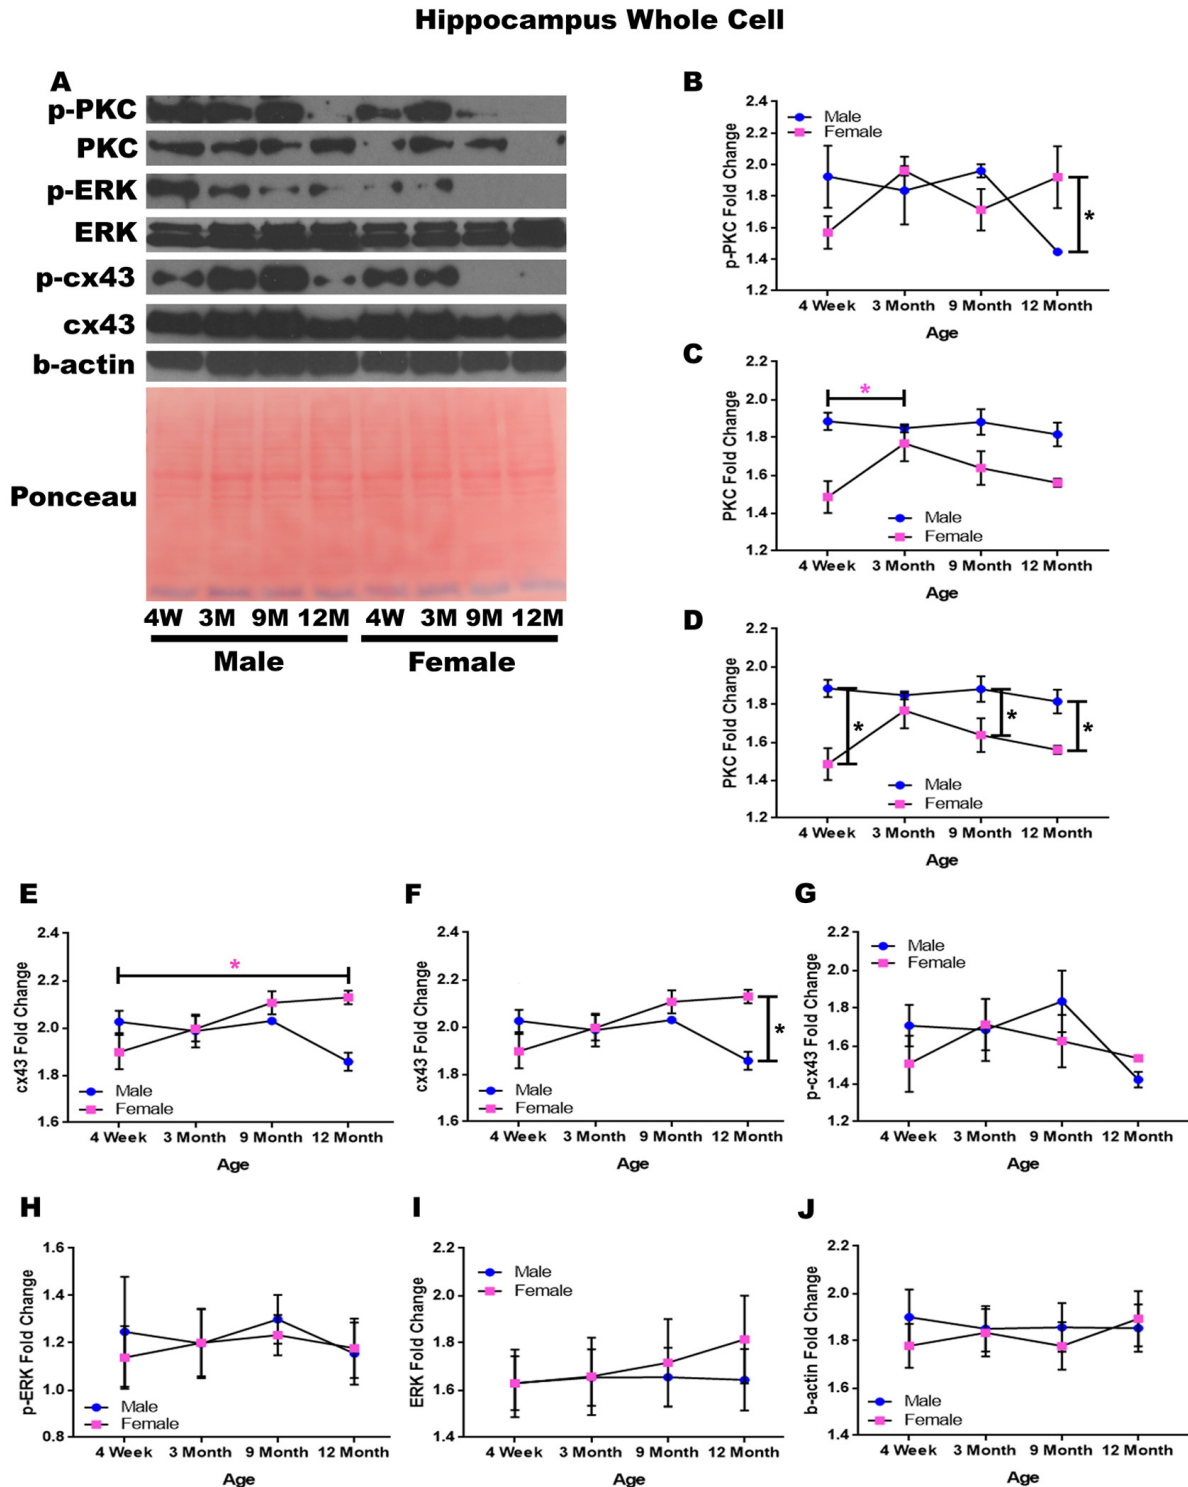 Hippocampus Whole Cell
A
p-PKC
PKC
p-ERK
ERK
p-cx43
cx43
b-actin
Ponceau
4W 3M 9M 12M 4W 3M 9M 12M
Male Female
B
p-PKC Fold Change
2.4
2.2
2.0
1.8
1.6
1.4
1.2
Male
Female
*
4 Week 3 Month 9 Month 12 Month
Age
C
PKC Fold Change
2.2
2.0
1.8
1.6
1.4
1.2
*
Male
Female
4 Week 3 Month 9 Month 12 Month
Age
D
PKC Fold Change
2.2
2.0
1.8
1.6
1.4
1.2
* * *
Male
Female
4 Week 3 Month 9 Month 12 Month
Age
E
cx43 Fold Change
2.4
2.2
2.0
1.8
1.6
*
Male
Female
4 Week 3 Month 9 Month 12 Month
Age
F
cx43 Fold Change
2.4
2.2
2.0
1.8
1.6
*
Male
Female
4 Week 3 Month 9 Month 12 Month
Age
G
p-cx43 Fold Change
2.2
2.0
1.8
1.6
1.4
1.2
Male
Female
4 Week 3 Month 9 Month 12 Month
Age
H
p-ERK Fold Change
1.6
1.4
1.2
1.0
0.8
Male
Female
4 Week 3 Month 9 Month 12 Month
Age
I
ERK Fold Change
2.2
2.0
1.8
1.6
1.4
Male
Female
4 Week 3 Month 9 Month 12 Month
Age
J
b-actin Fold Change
2.2
2.0
1.8
1.6
1.4
Male
Female
4 Week 3 Month 9 Month 12 Month
Age